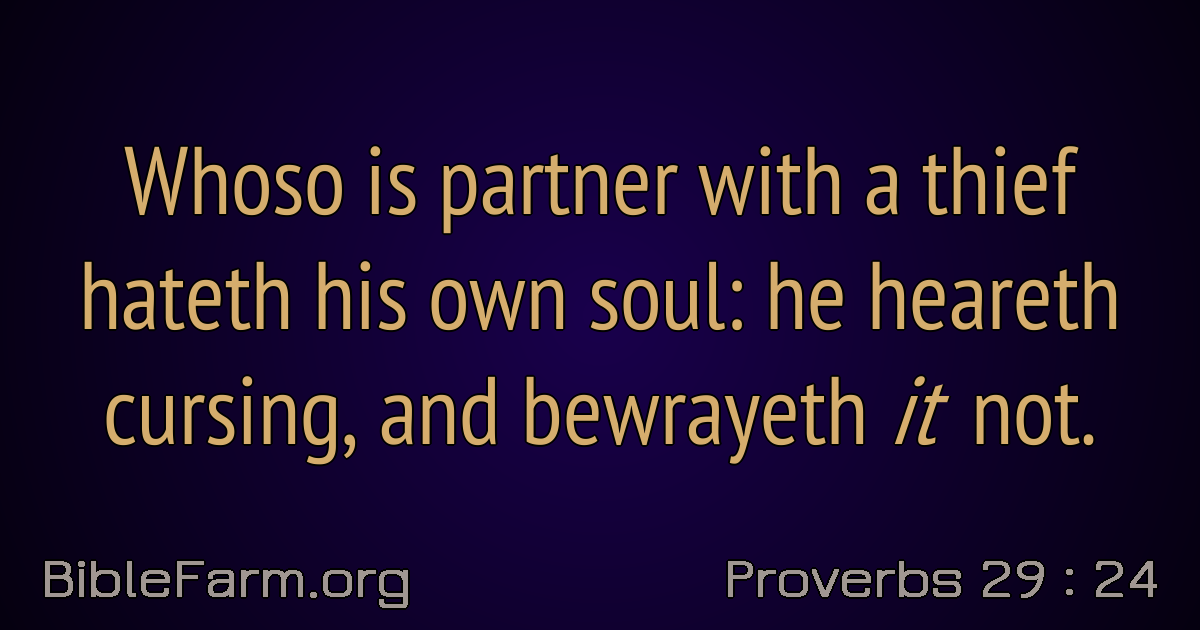 Whoso is partner with a thief
hateth his own soul: he heareth
cursing, and bewrayeth it not.
BibleFarm.org
Proverbs 29 : 24